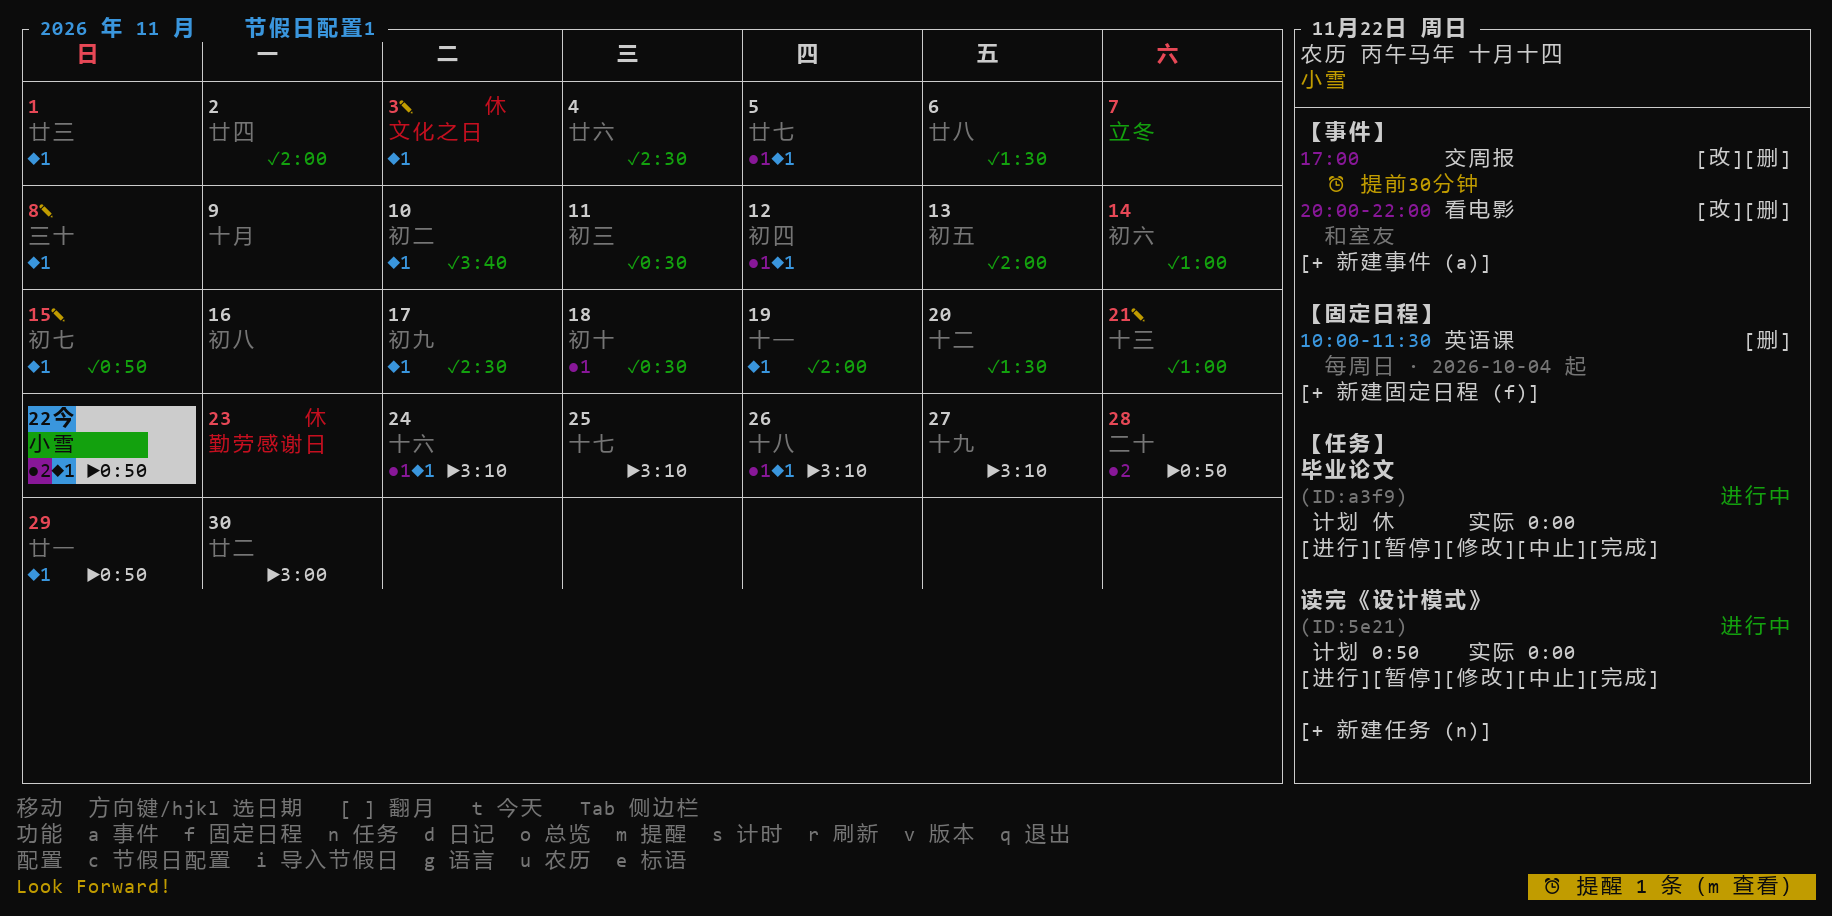 2026 年 11 月    节假日配置1
日 一 二 三 四 五 六
1 2 3✏ 休 4 5 6 7
廿三 廿四 文化之日 廿六 廿七 廿八 立冬
◆1 ✓2:00 ◆1 ✓2:30 ●1◆1 ✓1:30
8✏ 9 10 11 12 13 14
三十 十月 初二 初三 初四 初五 初六
◆1 ◆1 ✓3:40 ✓0:30 ●1◆1 ✓2:00 ✓1:00
15✏ 16 17 18 19 20 21✏
初七 初八 初九 初十 十一 十二 十三
◆1 ✓0:50 ◆1 ✓2:30 ●1 ✓0:30 ◆1 ✓2:00 ✓1:30 ✓1:00
22今 23 休 24 25 26 27 28
小雪 勤劳感谢日 十六 十七 十八 十九 二十
●2◆1 ▶0:50 ●1◆1 ▶3:10 ▶3:10 ●1◆1 ▶3:10 ▶3:10 ●2 ▶0:50
29 30
廿一 廿二
◆1 ▶0:50 ▶3:00
11月22日 周日
农历 丙午马年 十月十四
小雪
【事件】
17:00 交周报 [改][删]
⏰ 提前30分钟
20:00-22:00 看电影 [改][删]
和室友
[+ 新建事件 (a)]
【固定日程】
10:00-11:30 英语课 [删]
每周日 · 2026-10-04 起
[+ 新建固定日程 (f)]
【任务】
毕业论文
(ID:a3f9) 进行中
计划 休 实际 0:00
[进行][暂停][修改][中止][完成]
读完《设计模式》
(ID:5e21) 进行中
计划 0:50 实际 0:00
[进行][暂停][修改][中止][完成]
[+ 新建任务 (n)]
移动 方向键/hjkl 选日期 [ ] 翻月 t 今天 Tab 侧边栏
功能 a 事件 f 固定日程 n 任务 d 日记 o 总览 m 提醒 s 计时 r 刷新 v 版本 q 退出
配置 c 节假日配置 i 导入节假日 g 语言 u 农历 e 标语
Look Forward!
⏰ 提醒 1 条 (m 查看)